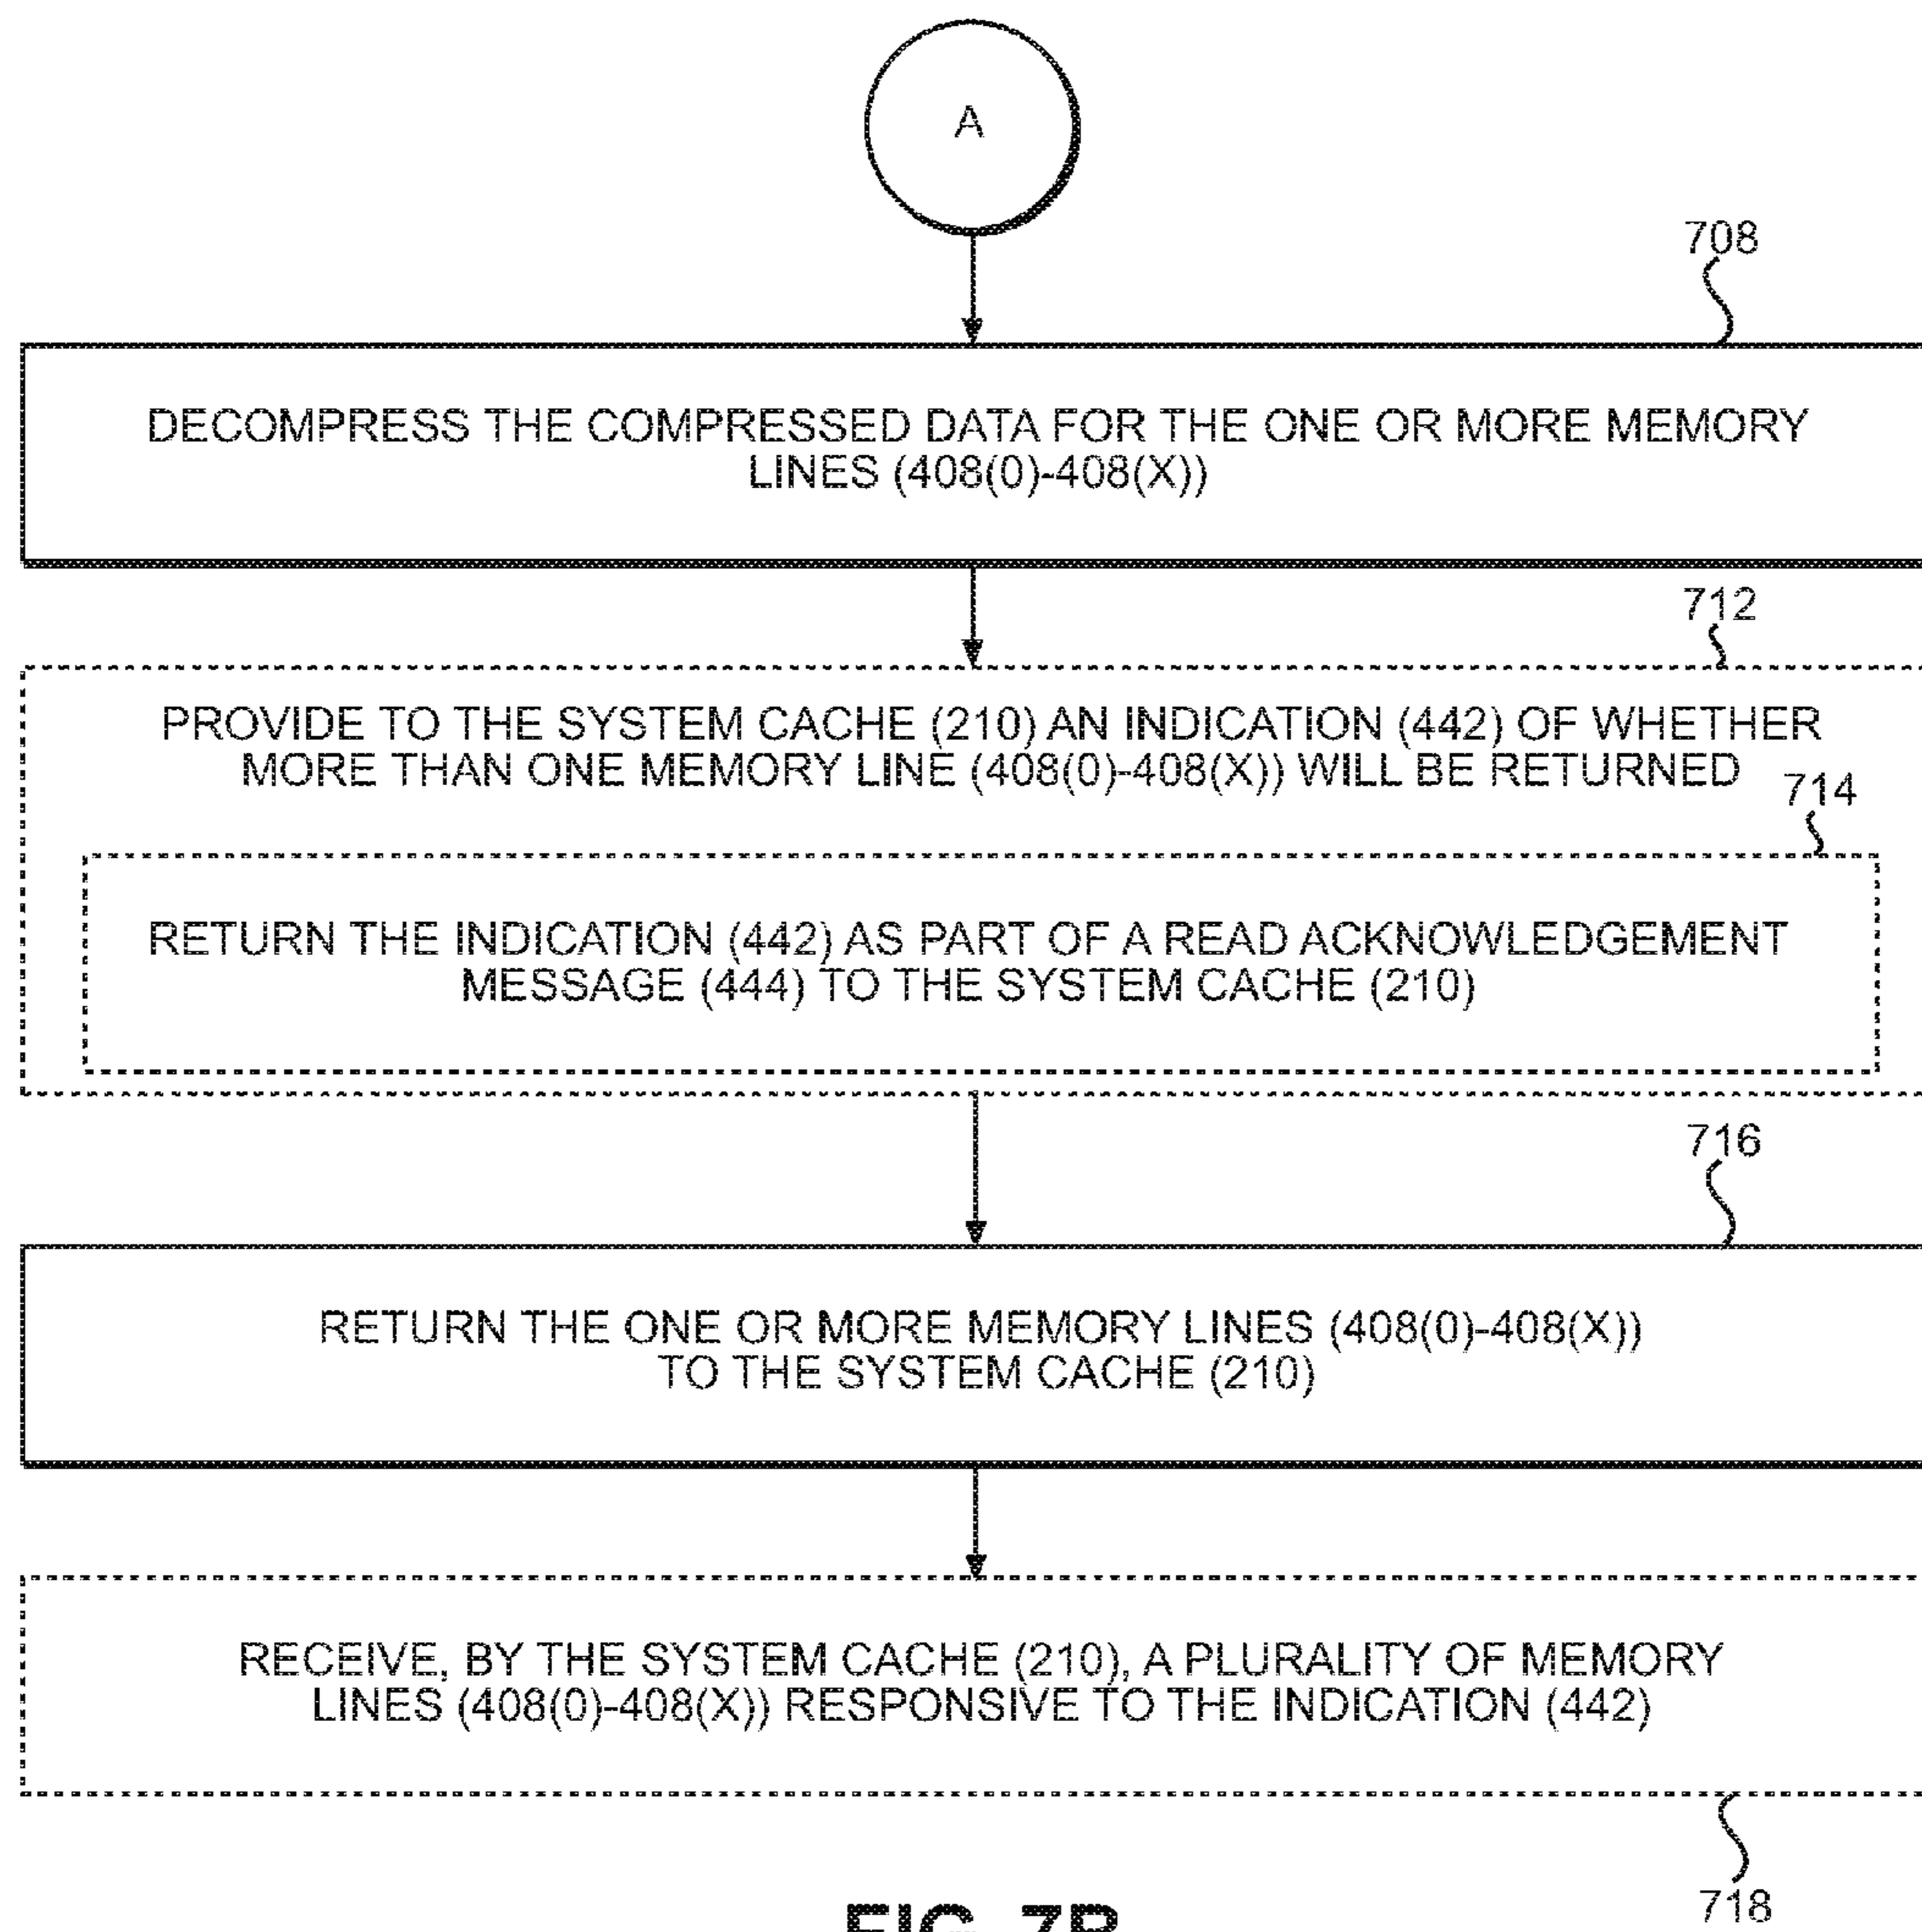 A
708
DECOMPRESS THE COMPRESSED DATA FOR THE ONE OR MORE MEMORY
LINES (408(0)-408(X))
712
PROVIDE TO THE SYSTEM CACHE (210) AN INDICATION (442) OF WHETHER
MORE THAN ONE MEMORY LINE (408(0)-408(X)) WILL BE RETURNED
714
RETURN THE INDICATION (442) AS PART OF A READ ACKNOWLEDGEMENT
MESSAGE (444) TO THE SYSTEM CACHE (210)
716
RETURN THE ONE OR MORE MEMORY LINES (408(0)-408(X))
TO THE SYSTEM CACHE (210)
RECEIVE, BY THE SYSTEM CACHE (210), A PLURALITY OF MEMORY
LINES (408(0)-408(X)) RESPONSIVE TO THE INDICATION (442)
718
FIG. 7B